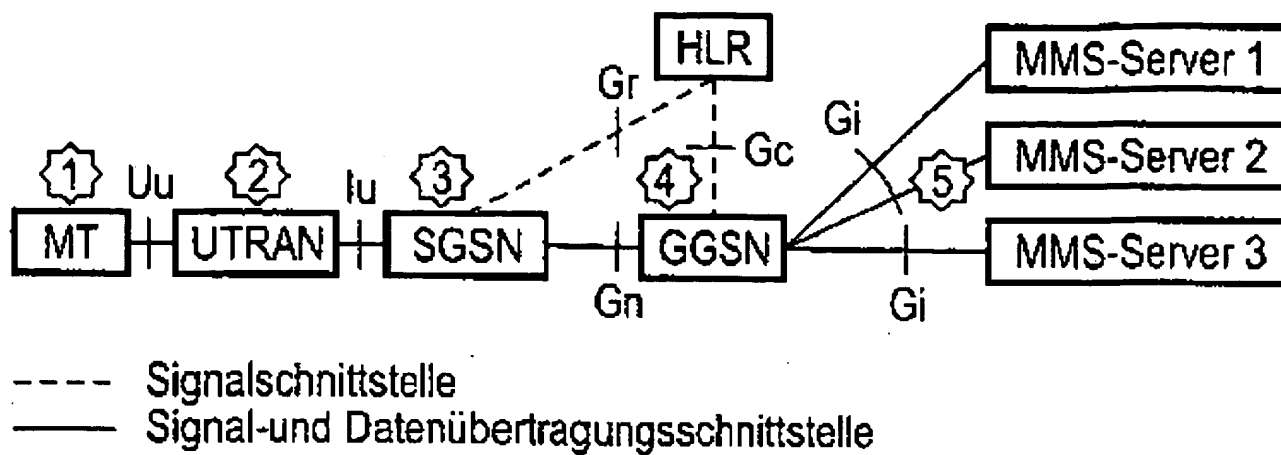 HLR
MMS-Server 1
Gr
Gi
Gc
MMS-Server 2
1
2
3
4
5
Uu
Iu
MT
UTRAN
SGSN
GGSN
MMS-Server 3
Gn
Gi
Signalschnittstelle
Signal-und Datenübertragungsschnittstelle